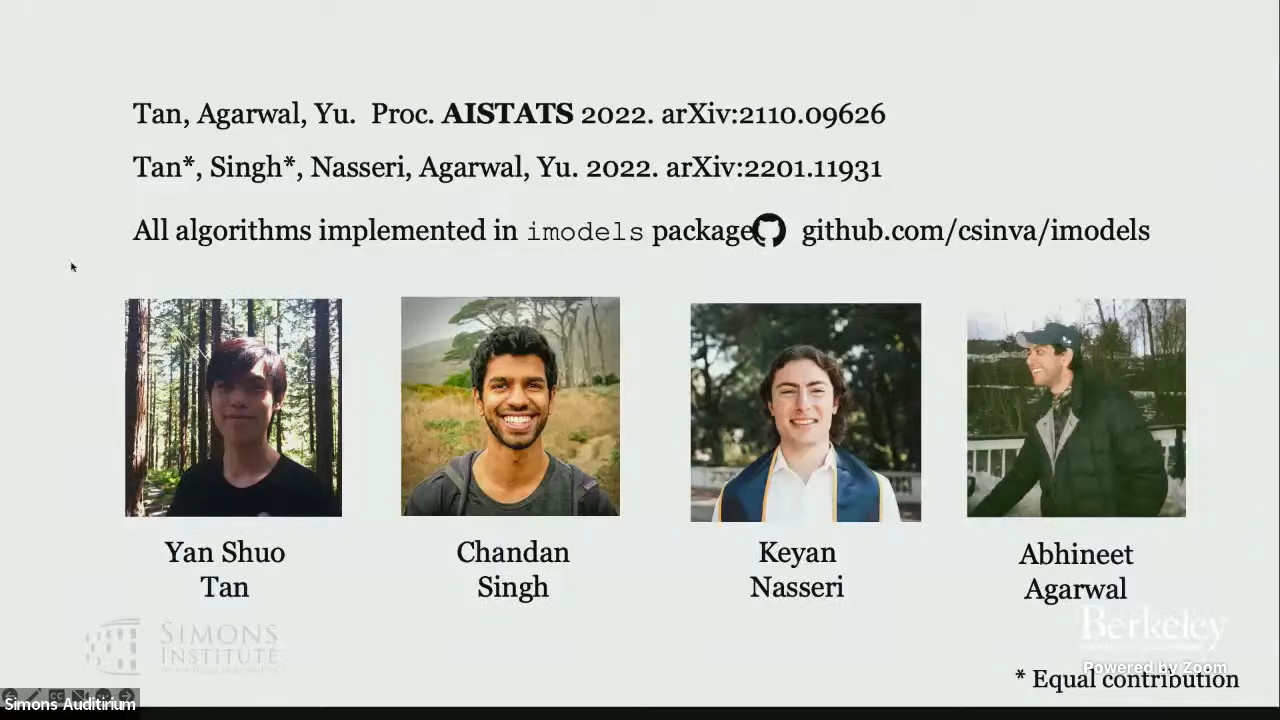 Tan, Agarwal, Yu. Proc. AISTATS 2022. arXiv:2110.09626
Tan*, Singh*, Nasseri, Agarwal, Yu. 2022. arXiv:2201.11931
All algorithms implemented in imodels package github.com/csinva/imodels
Yan Shuo
Tan
Chandan
Singh
Keyan
Nasseri
Abhineet
Agarwal
SIMONS
INSTITUTE
Berkeley
Powered by Zoom
* Equal contribution
Simons Auditirium